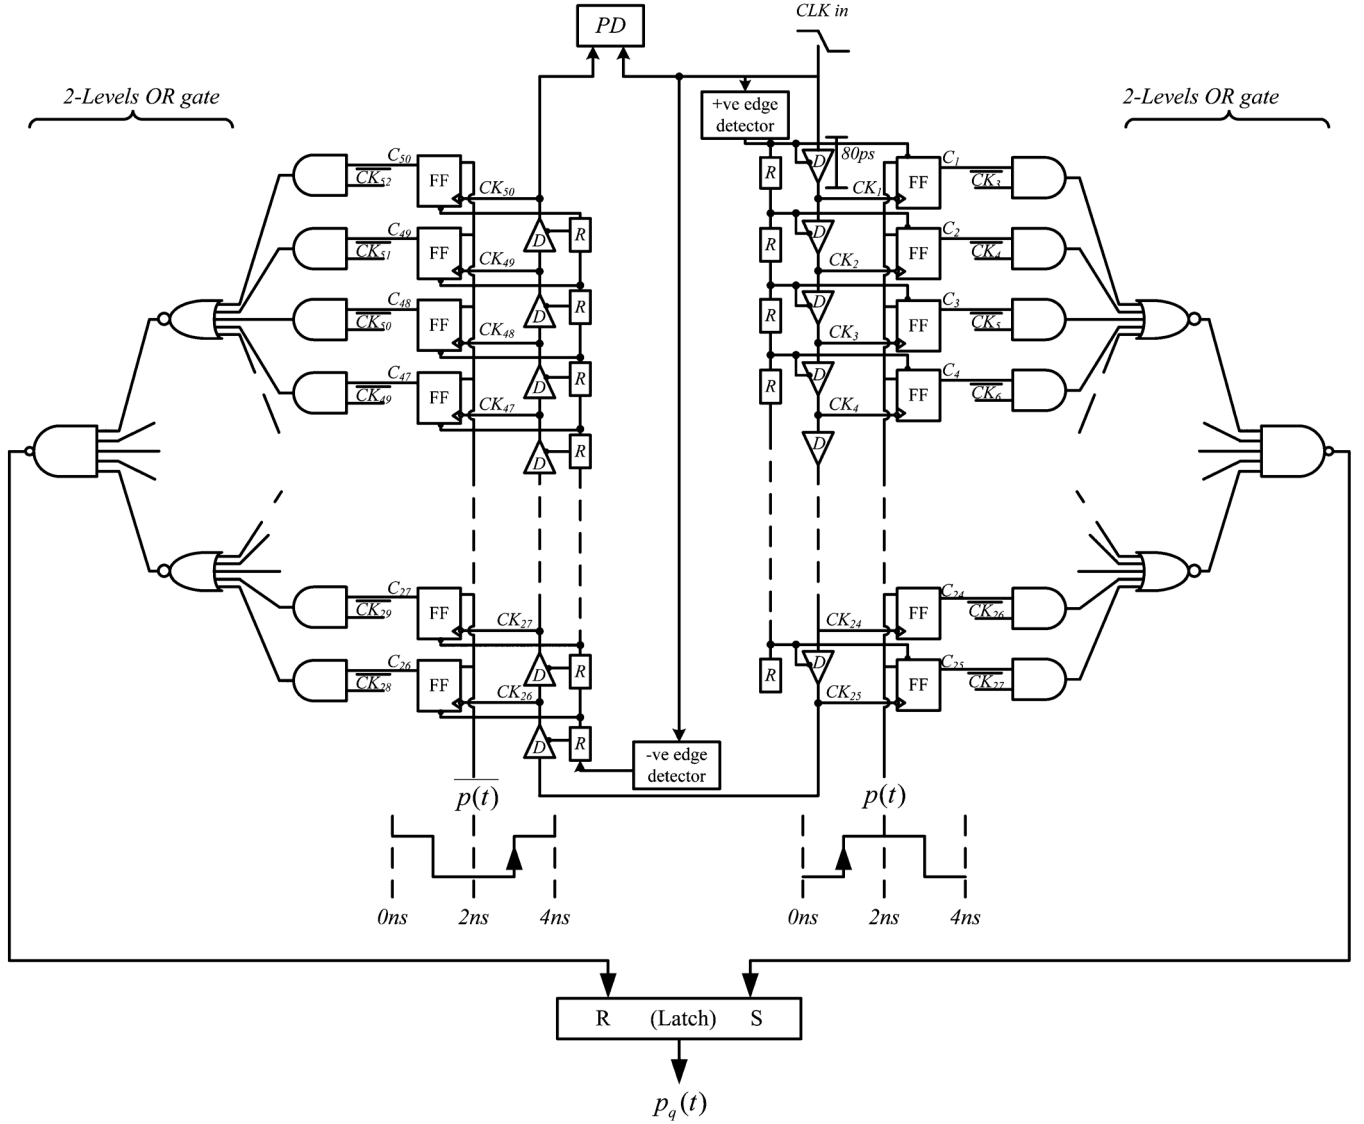 PD
CLK in
2-Levels OR gate
2-Levels OR gate
+ve edge
detector
80ps
C50
CK52
FF
CK50
R
D
CK1
FF
C1
CK3
C49
CK51
FF
CK49
D
R
R
D
CK2
FF
C2
CK4
C48
CK50
FF
CK48
D
R
R
D
CK3
FF
C3
CK5
C47
CK49
FF
CK47
D
R
R
D
CK4
FF
C4
CK6
D
R
D
C27
CK29
FF
CK27
CK24
FF
C24
CK26
C26
CK28
FF
CK26
D
R
R
D
CK25
FF
C25
CK27
D
R
-ve edge
detector
p(t)
p(t)
0ns
2ns
4ns
0ns
2ns
4ns
R (Latch) S
pq(t)